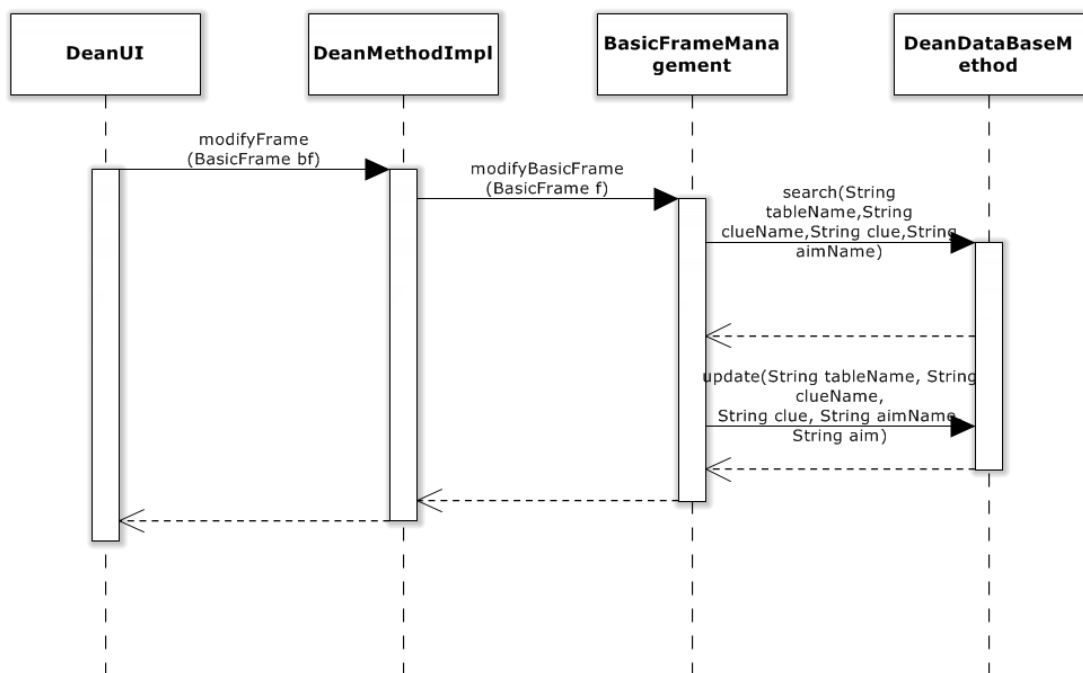 DeanUI
DeanMethodImpl
BasicFrameMana
gement
DeanDataBaseM
ethod
modifyFrame
(BasicFrame bf)
modifyBasicFrame
(BasicFrame f)
search(String
tableName,String
clueName,String clue,String
aimName)
update(String tableName, String
clueName,
String clue, String aimName,
String aim)